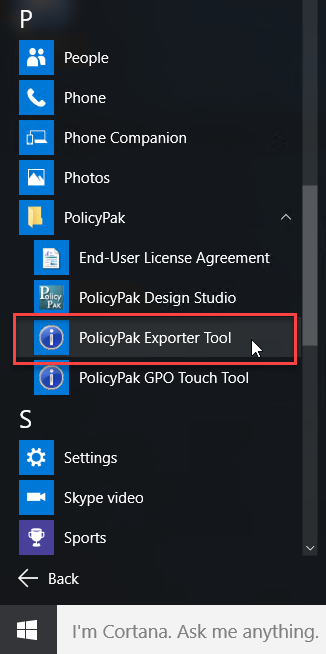 P
People
Phone
Phone Companion
Photos
PolicyPak
End-User License Agreement
Policy
PAK
PolicyPak Design Studio
PolicyPak Exporter Tool
PolicyPak GPO Touch Tool
S
Settings
Skype video
Sports
Back
I'm Cortana. Ask me anything.